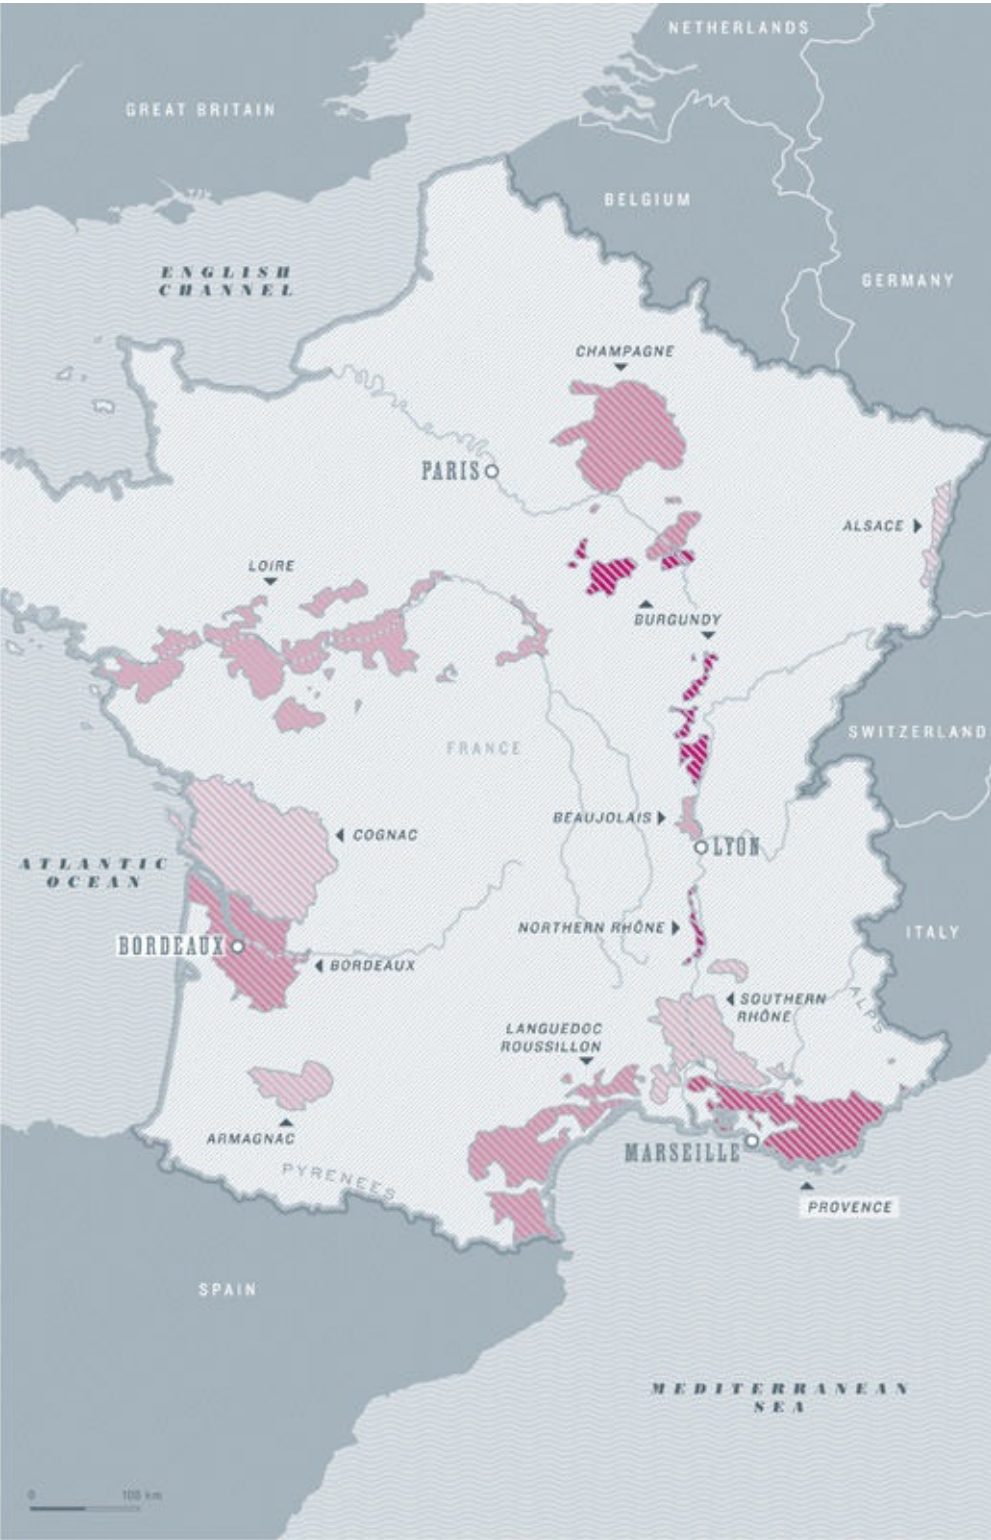 NETHERLANDS
GREAT BRITAIN
BELGIUM
ENGLISH
CHANNEL
GERMANY
CHAMPAGNE
PARIS
ALSACE
LOIRE
BURGUNDY
SWITZERLAND
FRANCE
BEAUJOLAIS
COGNAC
LYON
ATLANTIC
OCEAN
NORTHERN RHÔNE
ITALY
BORDEAUX
BORDEAUX
SOUTHERN
RHÔNE
ALPS
LANGUEDOC
ROUSSILLON
ARMAGNAC
MARSEILLE
PYRENEES
PROVENCE
SPAIN
MEDITERRANEAN
SEA
0 100 km